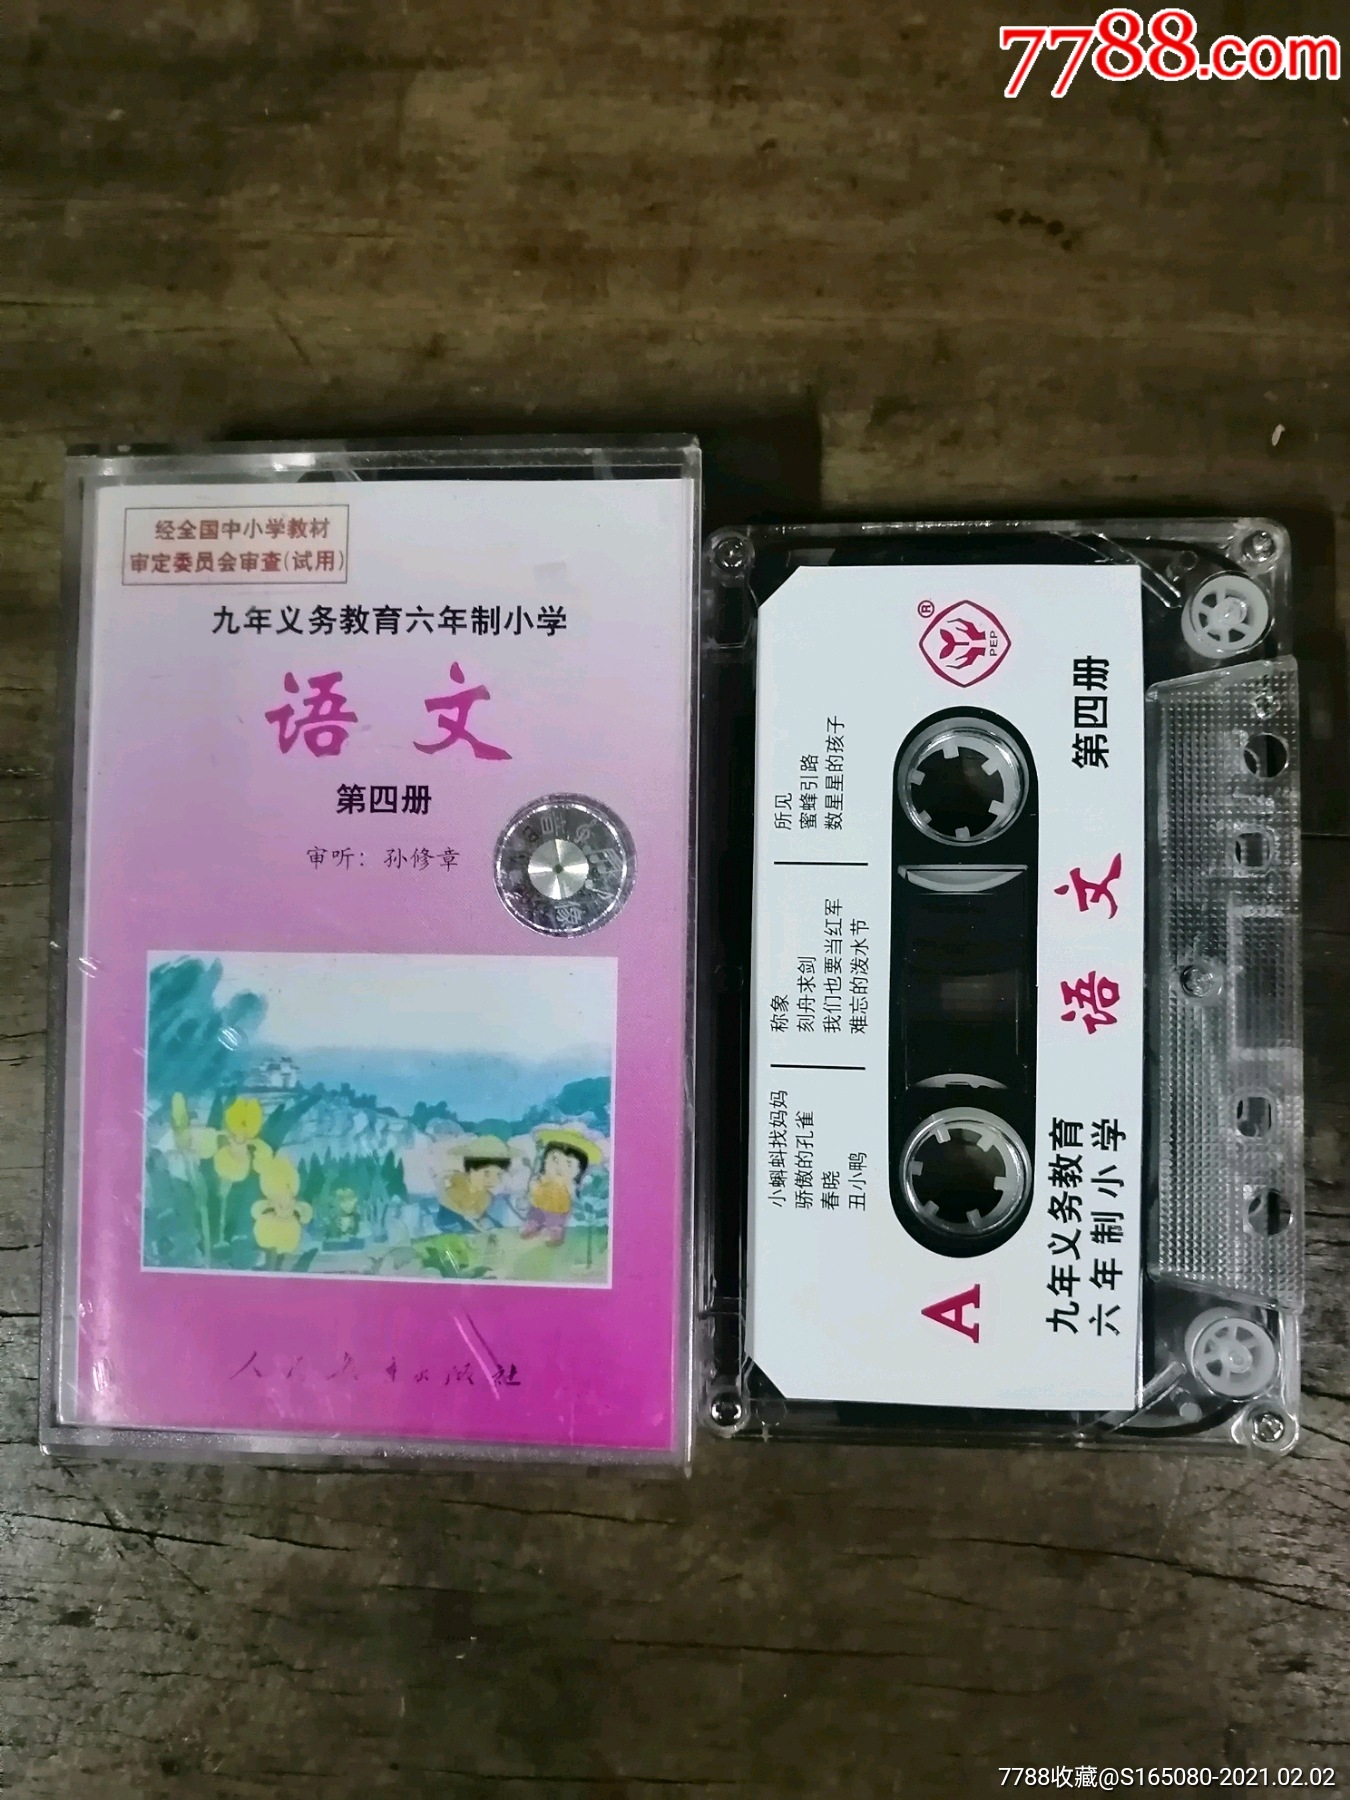 7788.com
经全国中小学教材
审定委员会审查(试用)
九年义务教育六年制小学
语 文
第四册
审听：孙修章
音像
人民教育出版社
小蝌蚪找妈妈
骄傲的孔雀
春晓
丑小鸭
称象
刻舟求剑
我们也要当红军
难忘的泼水节
所见
蜜蜂引路
数星星的孩子
A
PEP
®
九年义务教育
六年制小学
语 文
第四册
7788收藏@S165080-2021.02.02